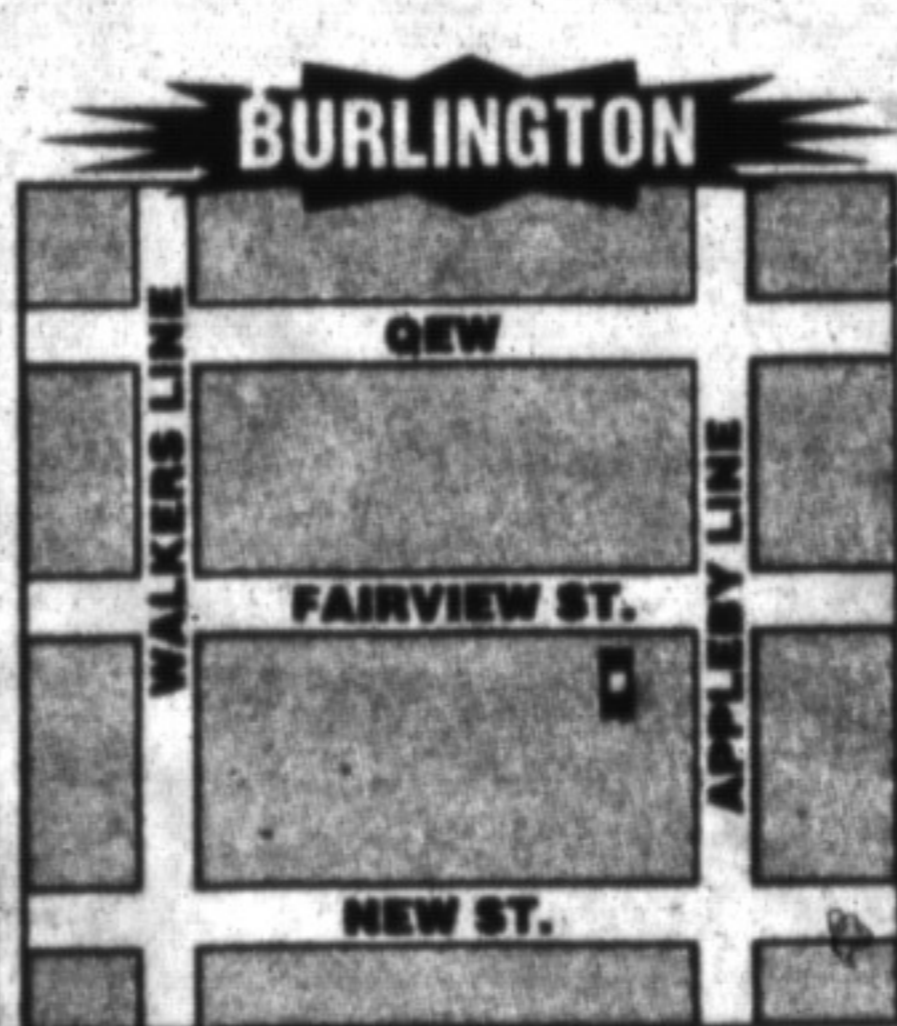 BURLINGTON
QEW
WALKERS LINE
APPLEBY LINE
FAIRVIEW ST.
NEW ST.